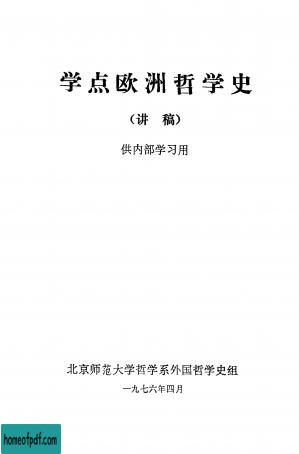 学点欧洲哲学史
（讲 稿）
供内部学习用
北京师范大学哲学系外国哲学史组
一九七六年四月
homeofpdf.com